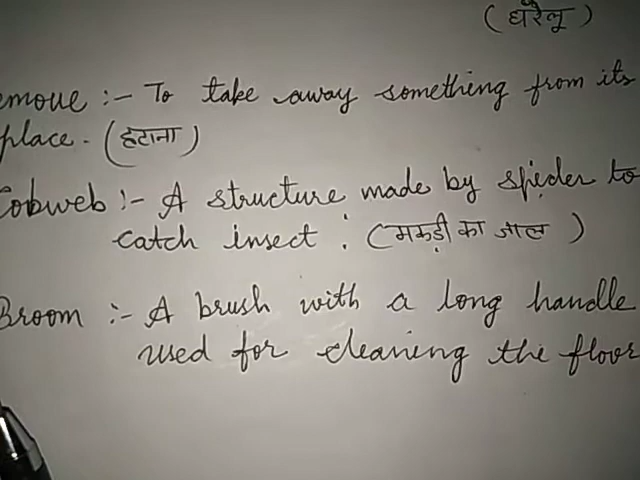 (घरेलू)
emove :- To take away something from its
place. (हटाना)
Cobweb :- A structure made by spider to
catch insect. (मकड़ी का जाल)
Broom :- A brush with a long handle
used for cleaning the floor